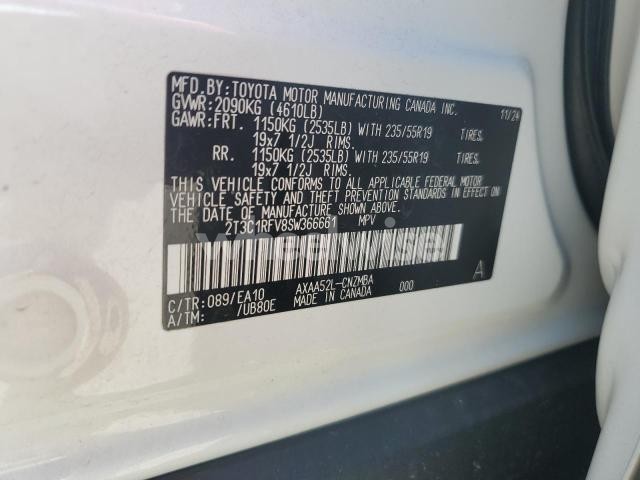 MFD.BY:TOYOTA MOTOR MANUFACTURING CANADA INC. 11/24
GVWR:2090KG (4610LB)
GAWR:FRT. 1150KG (2535LB) WITH 235/55R19 TIRES.
19x7 1/2J RIMS.
RR. 1150KG (2535LB) WITH 235/55R19 TIRES.
19x7 1/2J RIMS.
THIS VEHICLE CONFORMS TO ALL APPLICABLE FEDERAL MOTOR
VEHICLE SAFETY AND THEFT PREVENTION STANDARDS IN EFFECT ON
THE DATE OF MANUFACTURE SHOWN ABOVE.
2T3C1RFV8SW366661 MPV
C/TR:089/EA10 AXAA52L-CNZMBA 000 A
A/TM: /UB80E MADE IN CANADA